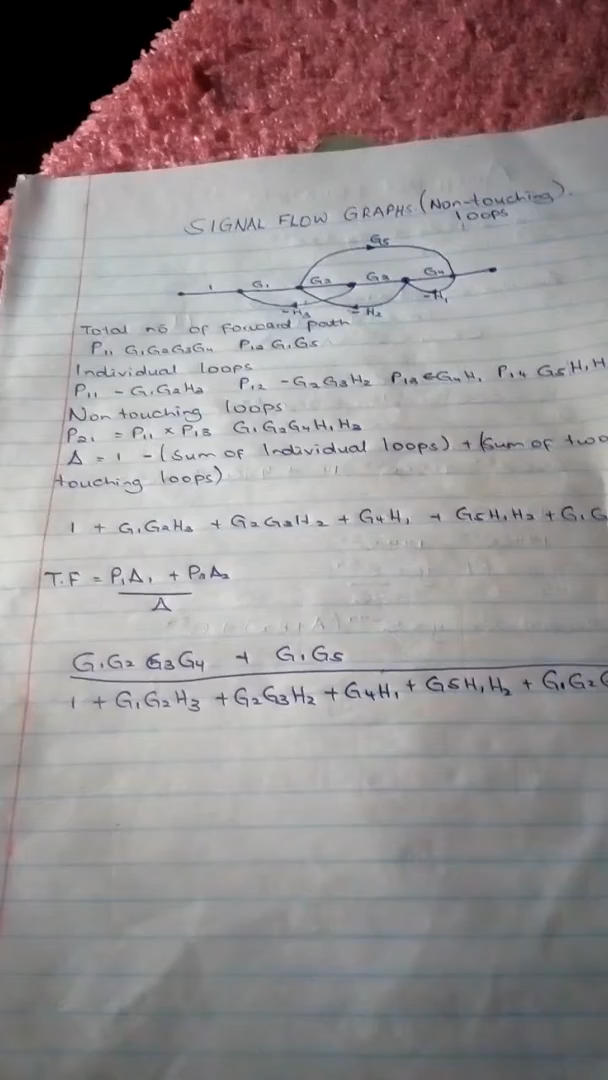 SIGNAL FLOW GRAPHS (Non-touching).
loops
G5
1 G1 G2 G3 G4
-H3 -H2 -H1
Total no of forward path
P11 G1G2G3G4 P12 G1G5
Individual loops
P11 - G1G2H3 P12 - G2G3H2 P13 G4H1 P14 G5H1H
Non touching loops
P21 = P11 × P13 G1G2G4H1H3
Δ = 1 - (Sum of Individual loops) + (Sum of two
touching loops)
1 + G1G2H3 + G2G3H2 + G4H1 + G5H1H2 + G1G
T.F = P1Δ1 + P2Δ2
Δ
G1G2 G3G4 + G1G5
1 + G1G2H3 + G2G3H2 + G4H1 + G5H1H2 + G1G2G